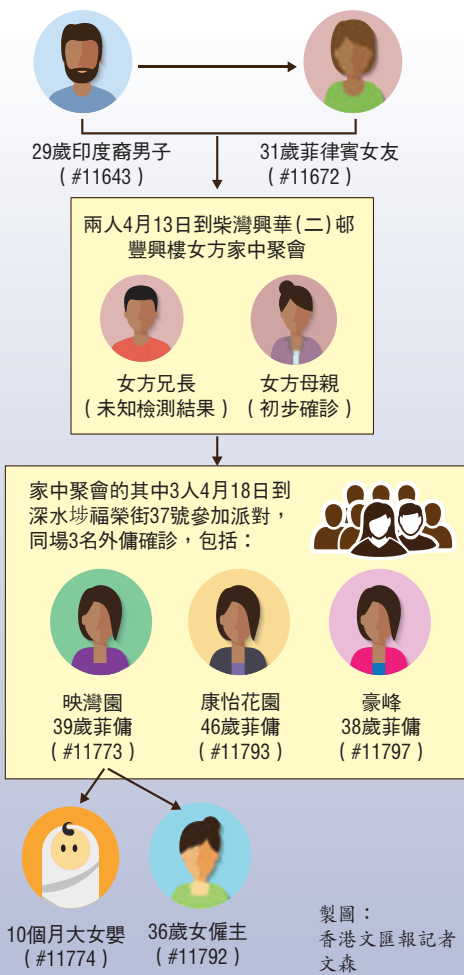 29歲印度裔男子
(#11643)
31歲菲律賓女友
(#11672)
兩人4月13日到柴灣興華(二)邨
豐興樓女方家中聚會
女方兄長
(未知檢測結果)
女方母親
(初步確診)
家中聚會的其中3人4月18日到
深水埗福榮街37號參加派對，
同場3名外傭確診，包括：
映灣園
39歲菲傭
(#11773)
康怡花園
46歲菲傭
(#11793)
豪峰
38歲菲傭
(#11797)
10個月大女嬰
(#11774)
36歲女僱主
(#11792)
製圖：
香港文匯報記者
文森